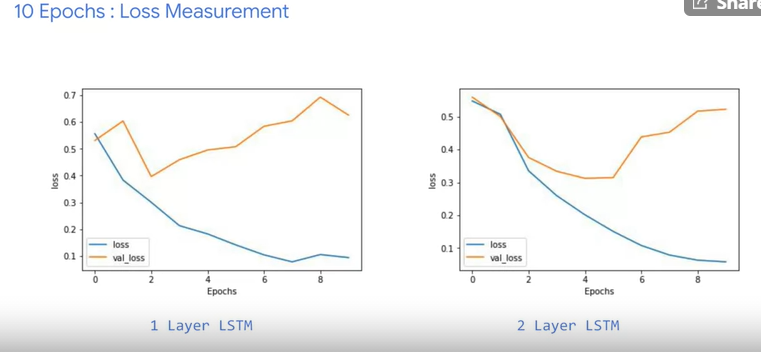 Share
10 Epochs : Loss Measurement
0.7
0.6
0.5
0.4
0.3
0.2
0.1
loss
loss
val_loss
0 2 4 6 8
Epochs
1 Layer LSTM
0.5
0.4
0.3
0.2
0.1
loss
loss
val_loss
0 2 4 6 8
Epochs
2 Layer LSTM